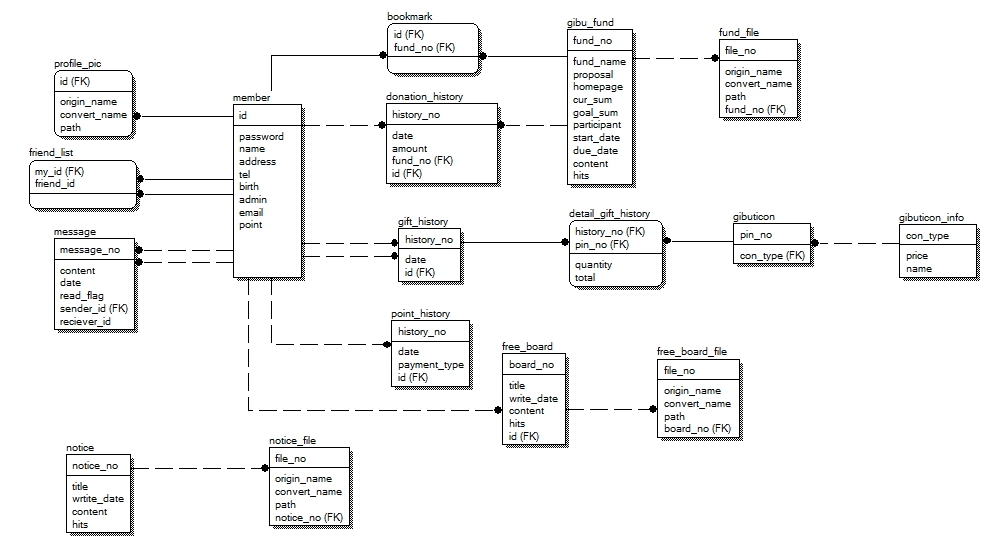 bookmark
id (FK)
fund_no (FK)
gibu_fund
fund_no
fund_name
proposal
homepage
cur_sum
goal_sum
participant
start_date
due_date
content
hits
fund_file
file_no
origin_name
convert_name
path
fund_no (FK)
profile_pic
id (FK)
origin_name
convert_name
path
member
id
password
name
address
tel
birth
admin
email
point
donation_history
history_no
date
amount
fund_no (FK)
id (FK)
friend_list
my_id (FK)
friend_id
message
message_no
content
date
read_flag
sender_id (FK)
reciever_id
gift_history
history_no
date
id (FK)
detail_gift_history
history_no (FK)
pin_no (FK)
quantity
total
gibuticon
pin_no
con_type (FK)
gibuticon_info
con_type
price
name
point_history
history_no
date
payment_type
id (FK)
free_board
board_no
title
write_date
content
hits
id (FK)
free_board_file
file_no
origin_name
convert_name
path
board_no (FK)
notice
notice_no
title
wrtite_date
content
hits
notice_file
file_no
origin_name
convert_name
path
notice_no (FK)